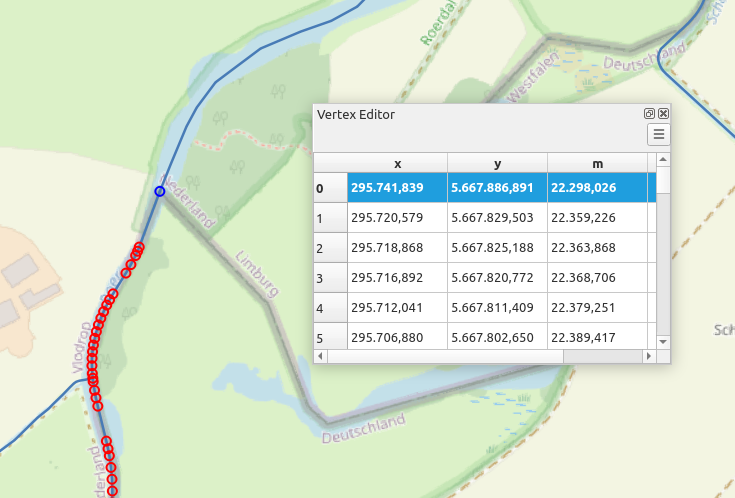 Roerdal
Scha
Deutschland
Westfalen
Vertex Editor
x y m
0 295.741,839 5.667.886,891 22.298,026
1 295.720,579 5.667.829,503 22.359,226
2 295.718,868 5.667.825,188 22.363,868
3 295.716,892 5.667.820,772 22.368,706
4 295.712,041 5.667.811,409 22.379,251
5 295.706,880 5.667.802,650 22.389,417
Nederland
Limburg
Vlodrop
Sch
Deutschland